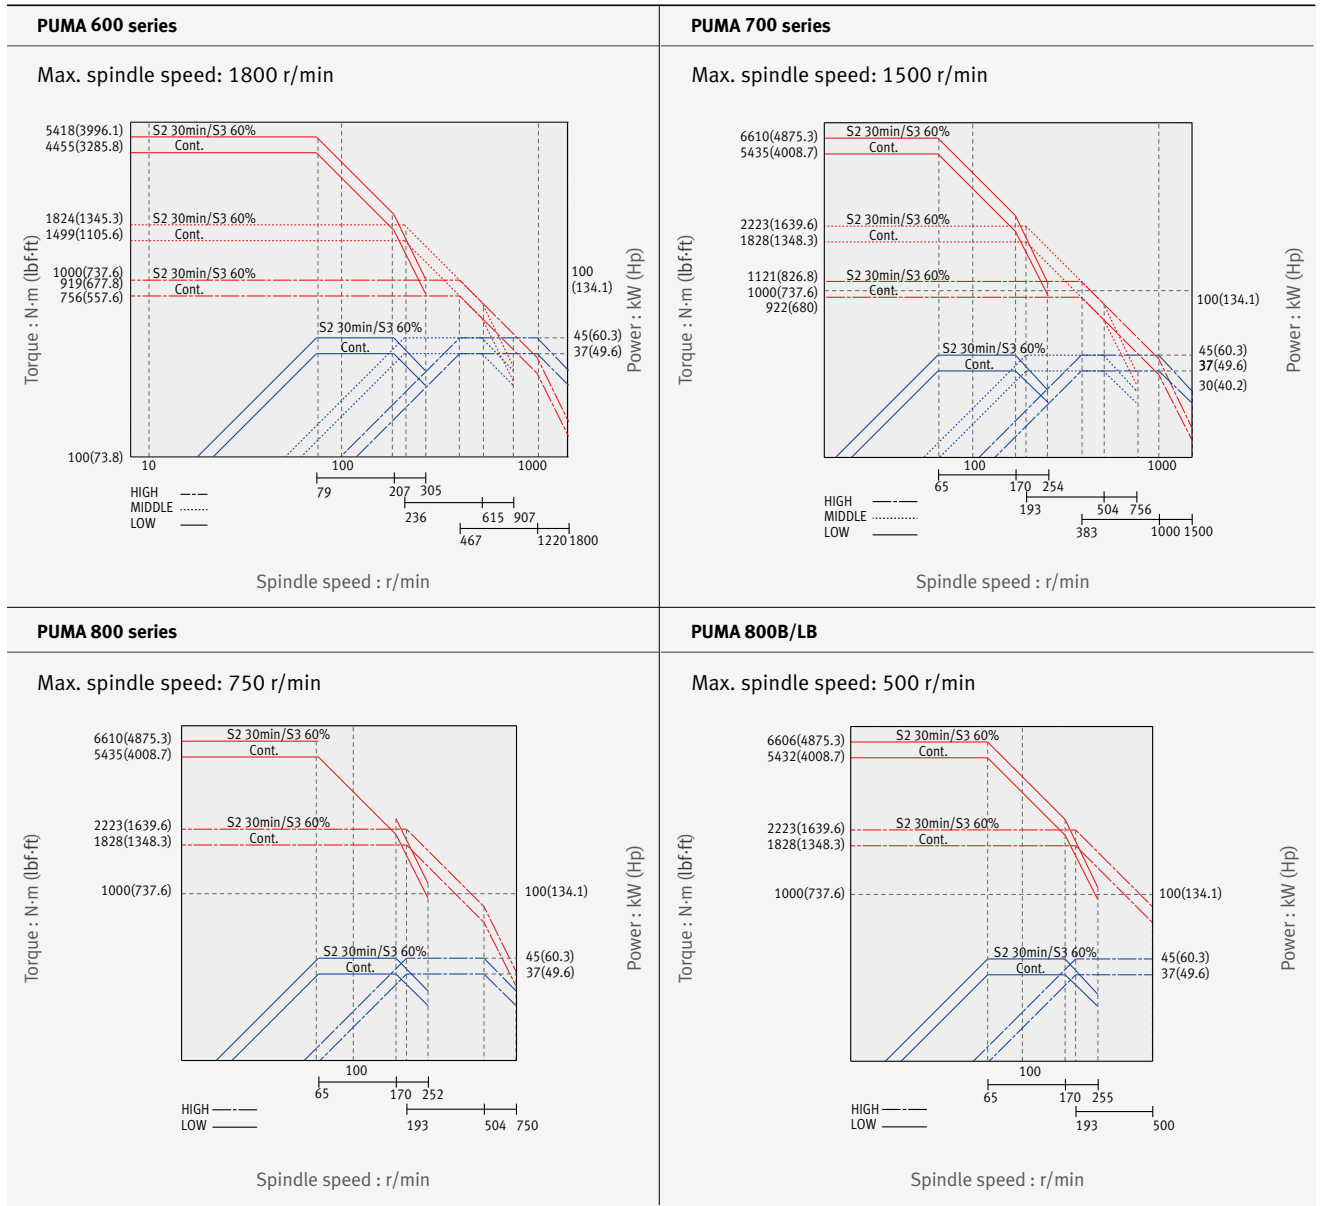 PUMA 600 series
Max. spindle speed: 1800 r/min
5418(3996.1)
4455(3285.8)
1824(1345.3)
1499(1105.6)
1000(737.6)
919(677.8)
756(557.6)
100(73.8)
S2 30min/S3 60%
Cont.
S2 30min/S3 60%
Cont.
S2 30min/S3 60%
Cont.
S2 30min/S3 60%
Cont.
100
(134.1)
45(60.3)
37(49.6)
Torque : N·m (lbf·ft)
Power : kW (Hp)
10 100 1000
79 207 305
236 615 907
467 1220 1800
HIGH
MIDDLE
LOW
Spindle speed : r/min
PUMA 700 series
Max. spindle speed: 1500 r/min
6610(4875.3)
5435(4008.7)
2223(1639.6)
1828(1348.3)
1121(826.8)
1000(737.6)
922(680)
S2 30min/S3 60%
Cont.
S2 30min/S3 60%
Cont.
S2 30min/S3 60%
Cont.
S2 30min/S3 60%
Cont.
100(134.1)
45(60.3)
37(49.6)
30(40.2)
Torque : N·m (lbf·ft)
Power : kW (Hp)
100 1000
65 170 254
193 504 756
383 1000 1500
HIGH
MIDDLE
LOW
Spindle speed : r/min
PUMA 800 series
Max. spindle speed: 750 r/min
6610(4875.3)
5435(4008.7)
2223(1639.6)
1828(1348.3)
1000(737.6)
S2 30min/S3 60%
Cont.
S2 30min/S3 60%
Cont.
S2 30min/S3 60%
Cont.
100(134.1)
45(60.3)
37(49.6)
Torque : N·m (lbf·ft)
Power : kW (Hp)
100
65 170 252
193 504 750
HIGH
LOW
Spindle speed : r/min
PUMA 800B/LB
Max. spindle speed: 500 r/min
6606(4875.3)
5432(4008.7)
2223(1639.6)
1828(1348.3)
1000(737.6)
S2 30min/S3 60%
Cont.
S2 30min/S3 60%
Cont.
S2 30min/S3 60%
Cont.
100(134.1)
45(60.3)
37(49.6)
Torque : N·m (lbf·ft)
Power : kW (Hp)
100
65 170 255
193 500
HIGH
LOW
Spindle speed : r/min